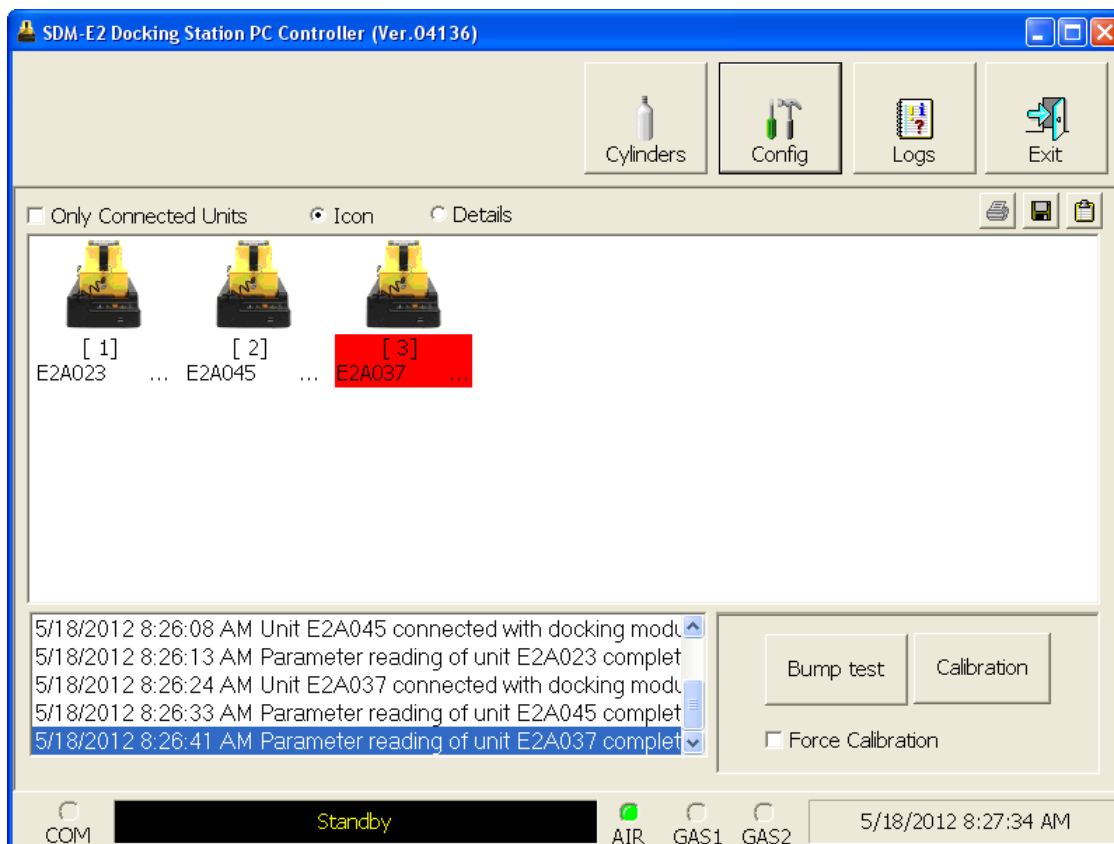 SDM-E2 Docking Station PC Controller (Ver.04136)
Cylinders
Config
Logs
Exit
Only Connected Units
Icon
Details
[ 1]
[ 2]
[ 3]
E2A023 ...
E2A045 ...
E2A037 ...
5/18/2012 8:26:08 AM Unit E2A045 connected with docking modu
5/18/2012 8:26:13 AM Parameter reading of unit E2A023 complet
5/18/2012 8:26:24 AM Unit E2A037 connected with docking modu
5/18/2012 8:26:33 AM Parameter reading of unit E2A045 complet
5/18/2012 8:26:41 AM Parameter reading of unit E2A037 complet
Bump test
Calibration
Force Calibration
COM
Standby
AIR
GAS1
GAS2
5/18/2012 8:27:34 AM